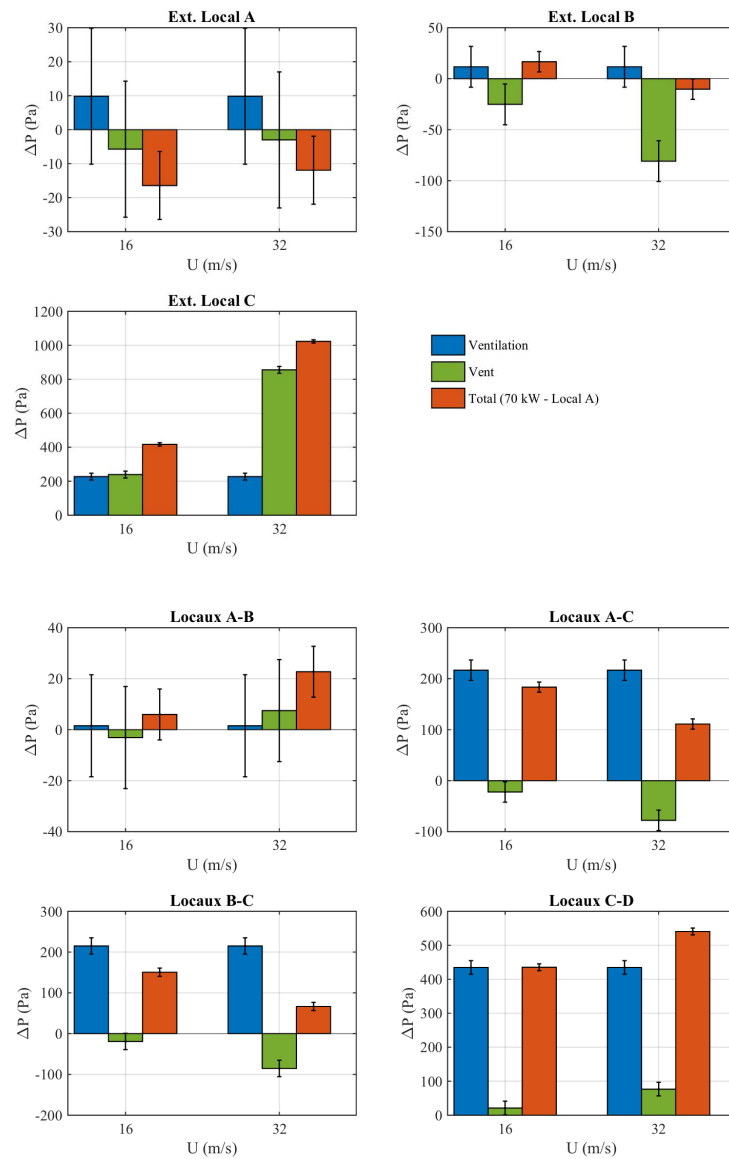 Ext. Local A
30
20
10
0
-10
-20
-30
ΔP (Pa)
16
32
U (m/s)
Ext. Local B
50
0
-50
-100
-150
ΔP (Pa)
16
32
U (m/s)
Ext. Local C
1200
1000
800
600
400
200
0
ΔP (Pa)
16
32
U (m/s)
Ventilation
Vent
Total (70 kW - Local A)
Locaux A-B
40
20
0
-20
-40
ΔP (Pa)
16
32
U (m/s)
Locaux A-C
300
200
100
0
-100
ΔP (Pa)
16
32
U (m/s)
Locaux B-C
300
200
100
0
-100
-200
ΔP (Pa)
16
32
U (m/s)
Locaux C-D
600
500
400
300
200
100
0
ΔP (Pa)
16
32
U (m/s)